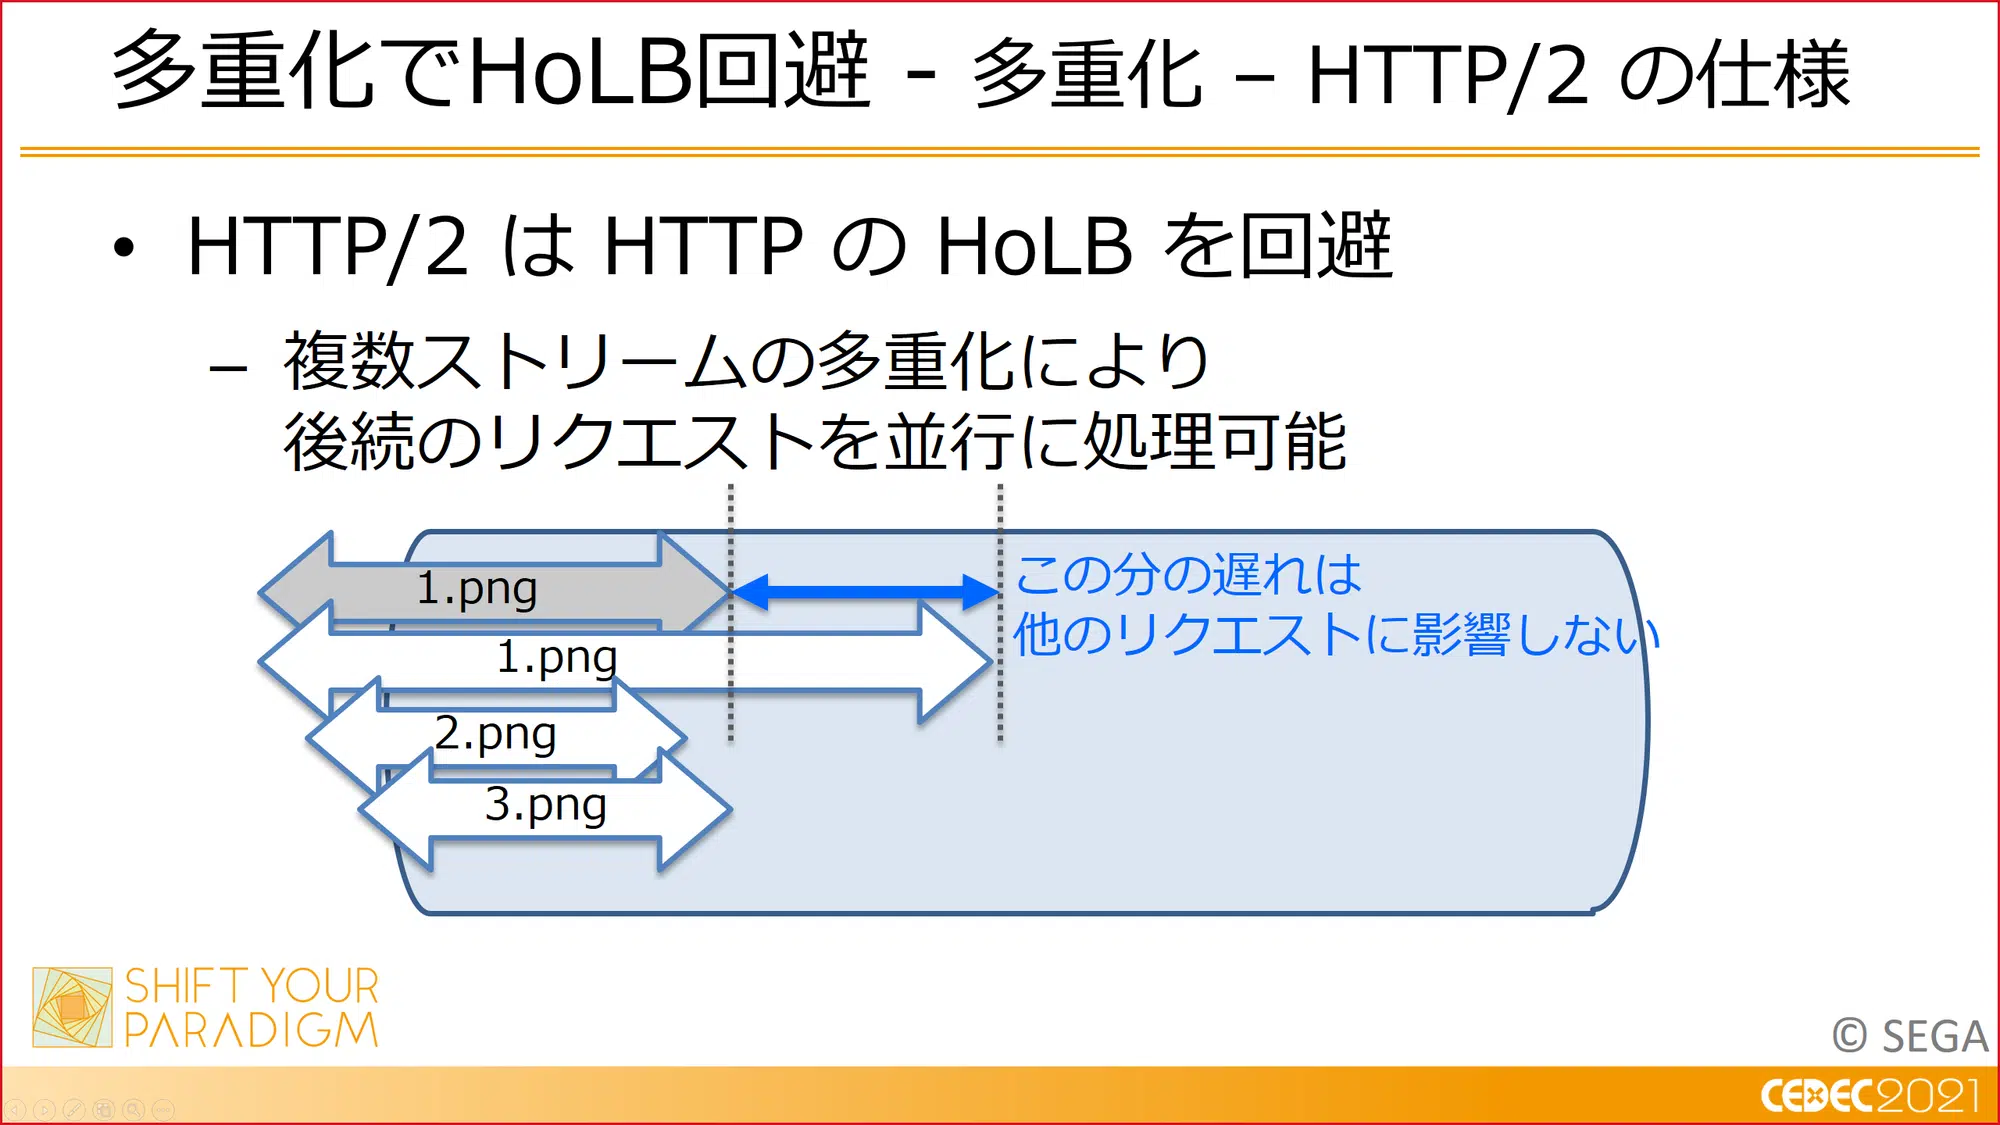 多重化でHoLB回避 - 多重化 – HTTP/2 の仕様
• HTTP/2 は HTTP の HoLB を回避
– 複数ストリームの多重化により
後続のリクエストを並行に処理可能
1.png
この分の遅れは
他のリクエストに影響しない
1.png
2.png
3.png
SHIFT YOUR
PARADIGM
© SEGA
CEDEC2021